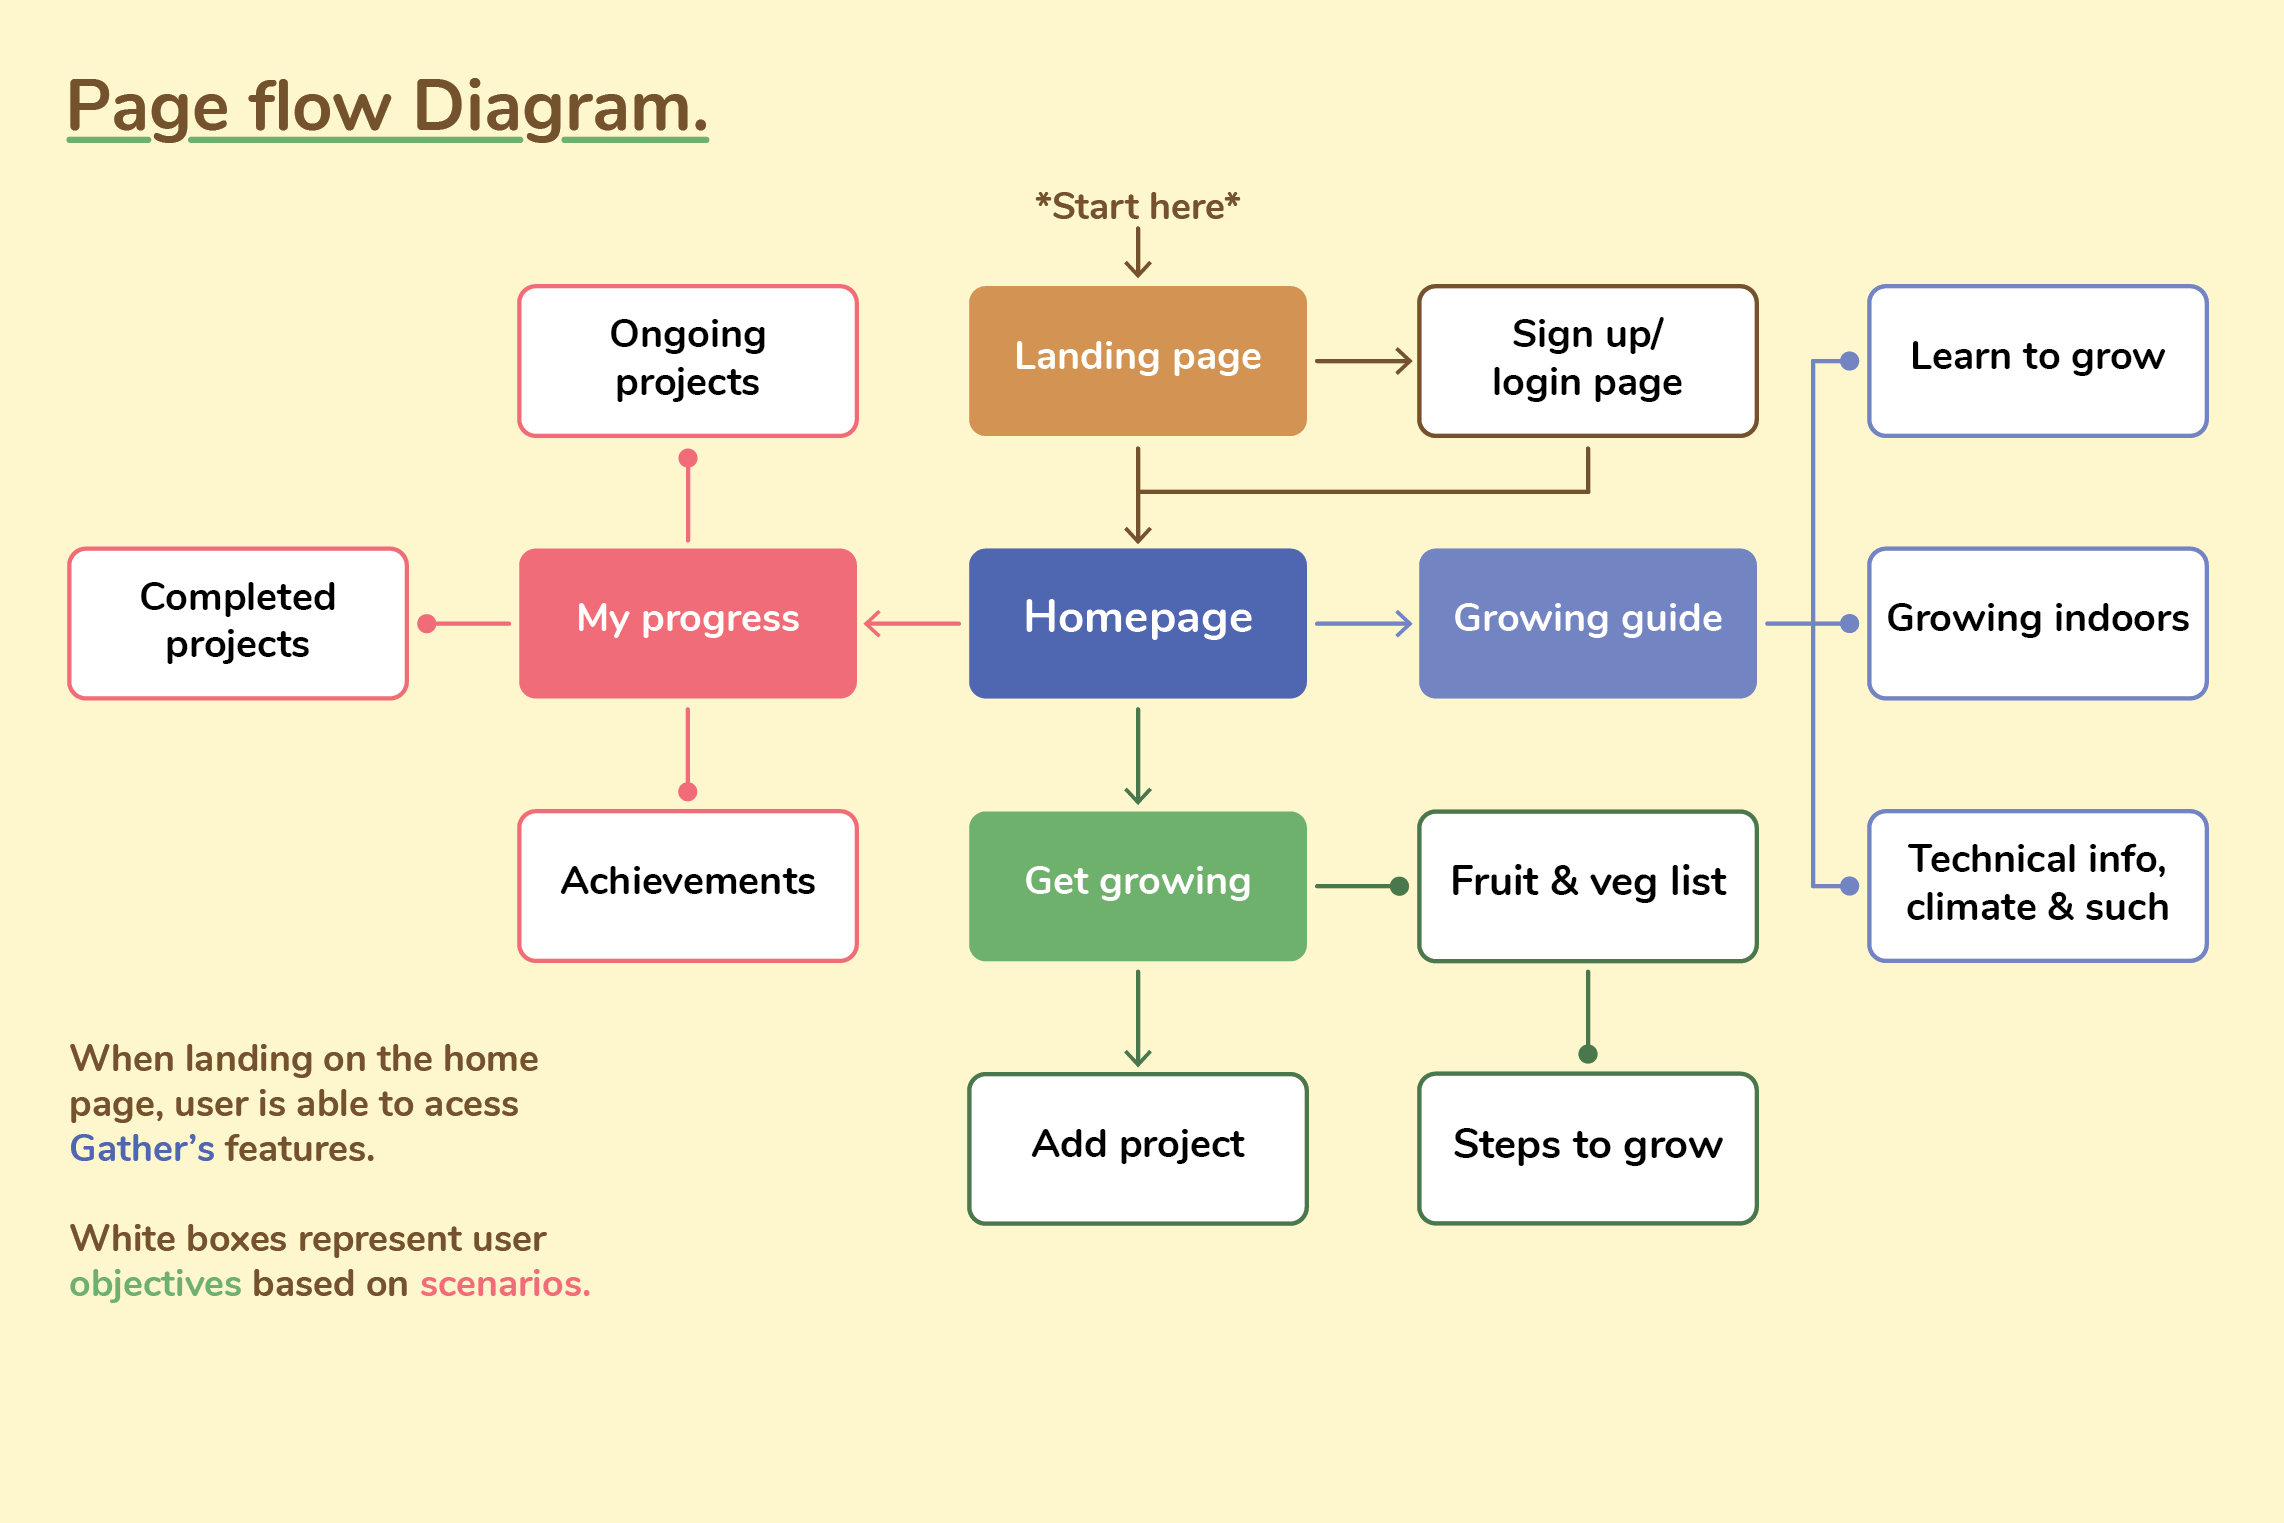 Page flow Diagram.
*Start here*
Ongoing
projects
Landing page
Sign up/
login page
Learn to grow
Completed
projects
My progress
Homepage
Growing guide
Growing indoors
Achievements
Get growing
Fruit & veg list
Technical info,
climate & such
Add project
Steps to grow
When landing on the home
page, user is able to acess
Gather's features.
White boxes represent user
objectives based on scenarios.